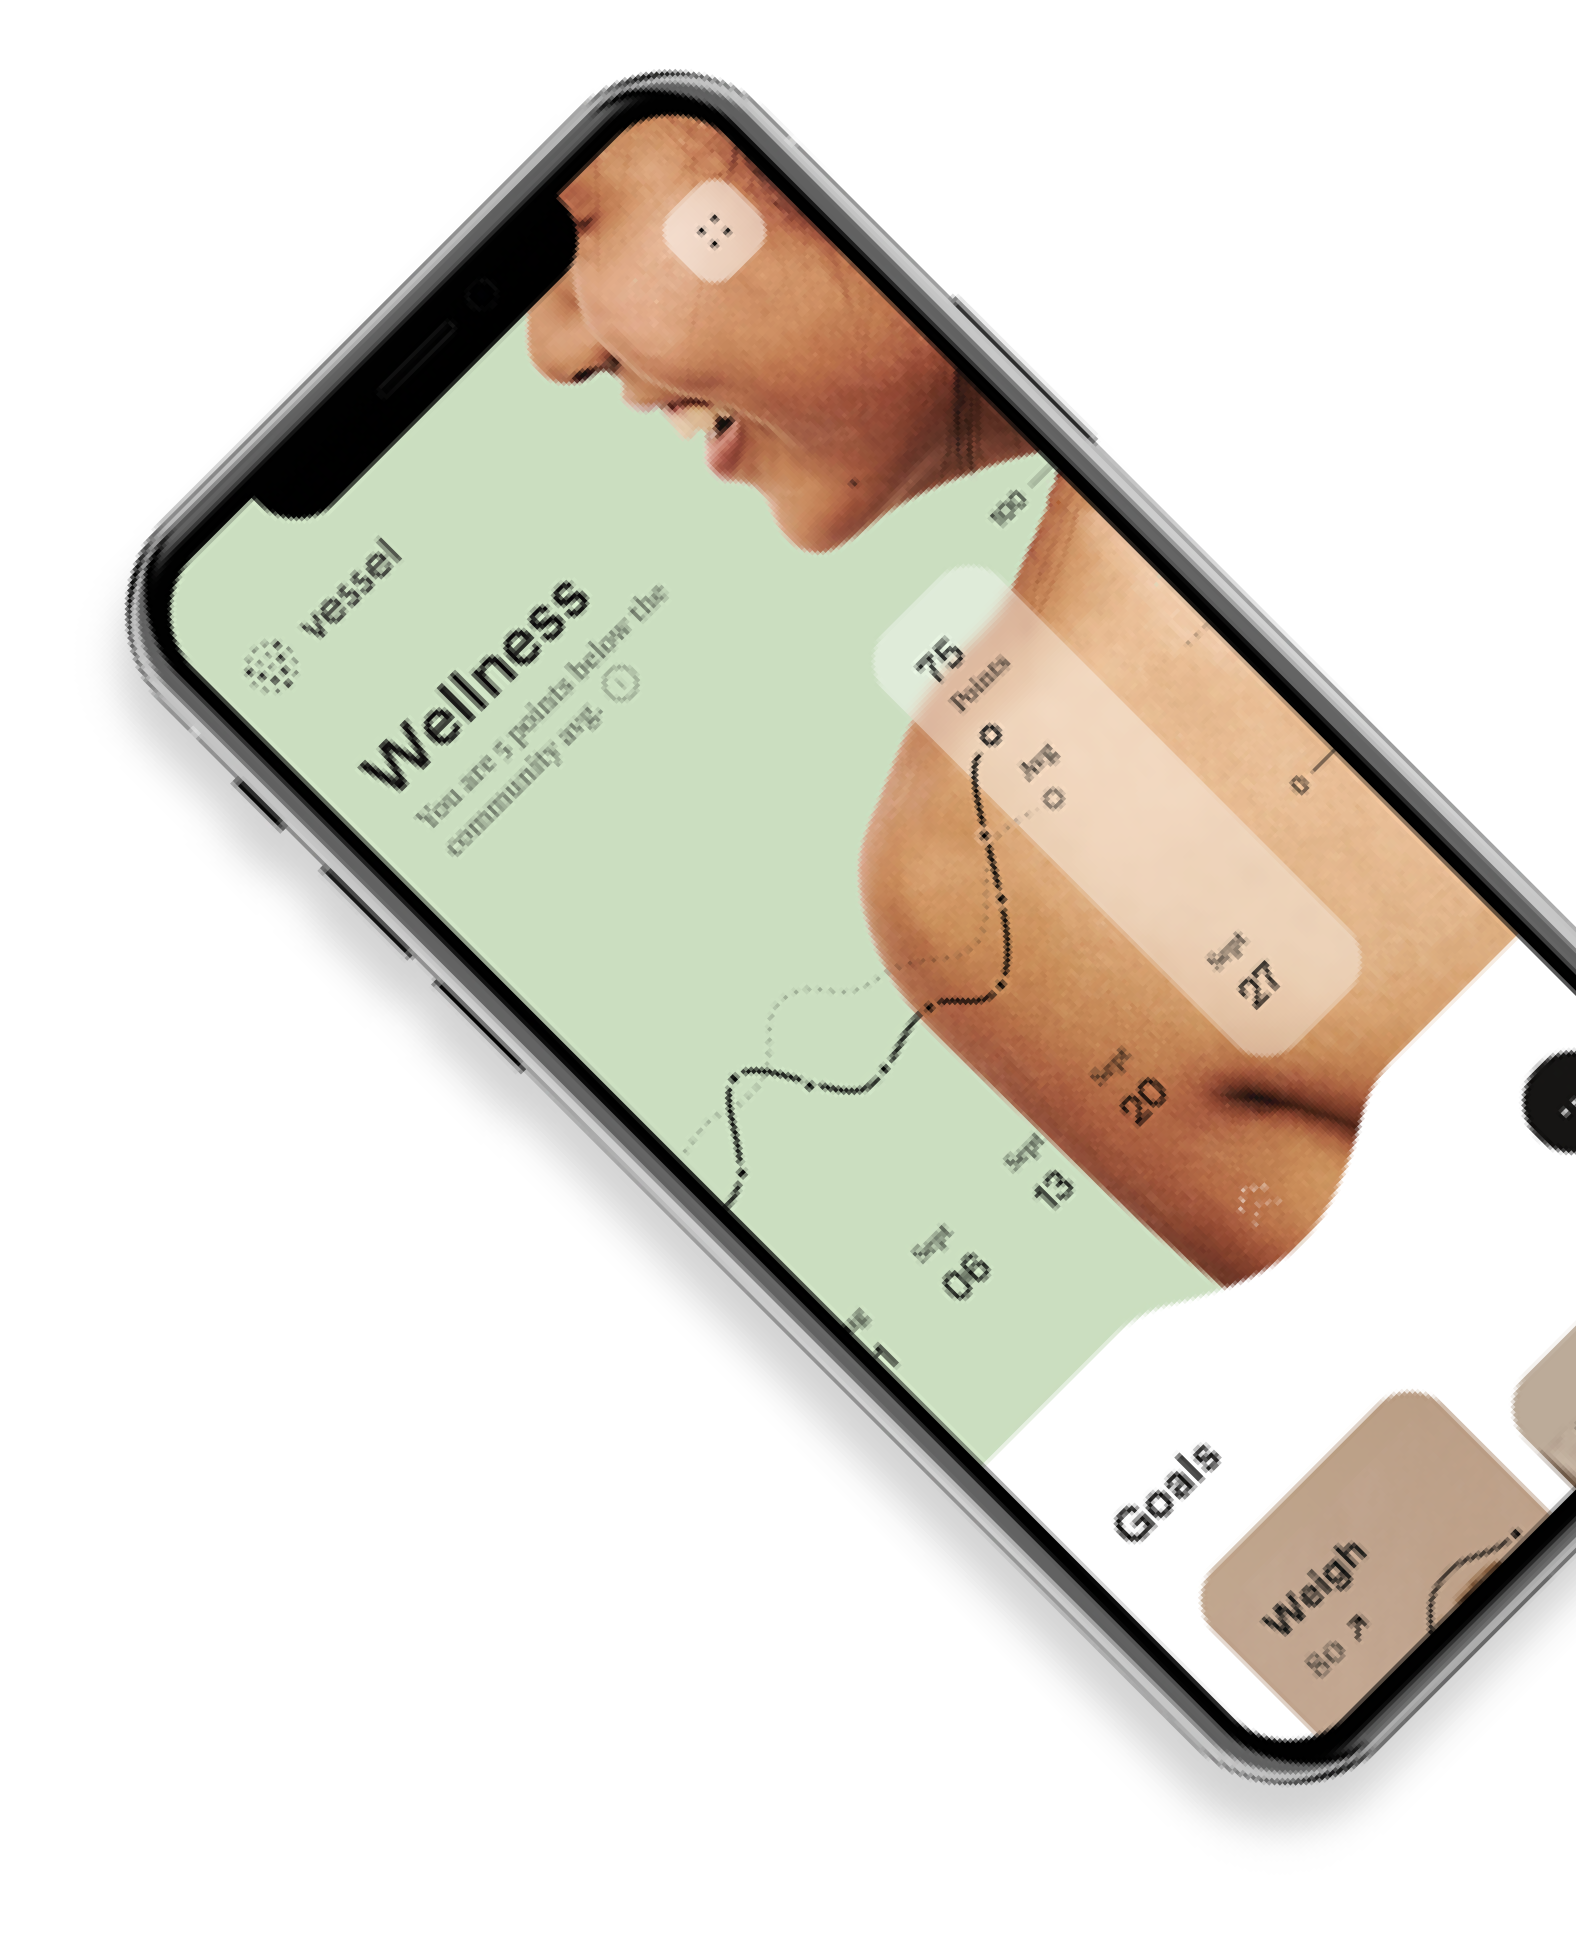 vessel
Wellness
You are 5 points below the
community avg.
100
75
Points
Avg
0
Sept
27
Sept
20
Sept
13
Sept
06
Goals
Weigh
80 ↗